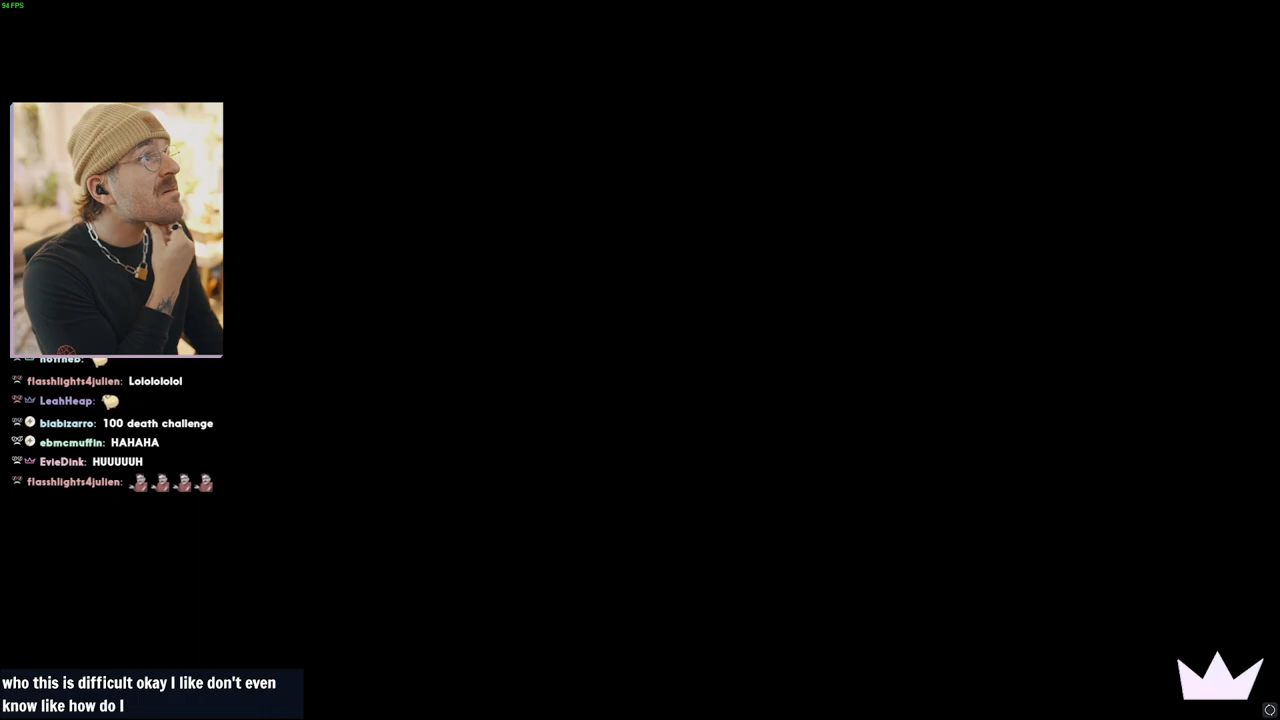 94 FPS
flasshlights4julien: Lolololol
LeahHeap:
biabizarro: 100 death challenge
ebmcmuffin: HAHAHA
EvieDink: HUUUUUH
flasshlights4julien:
who this is difficult okay I like don't even
know like how do I